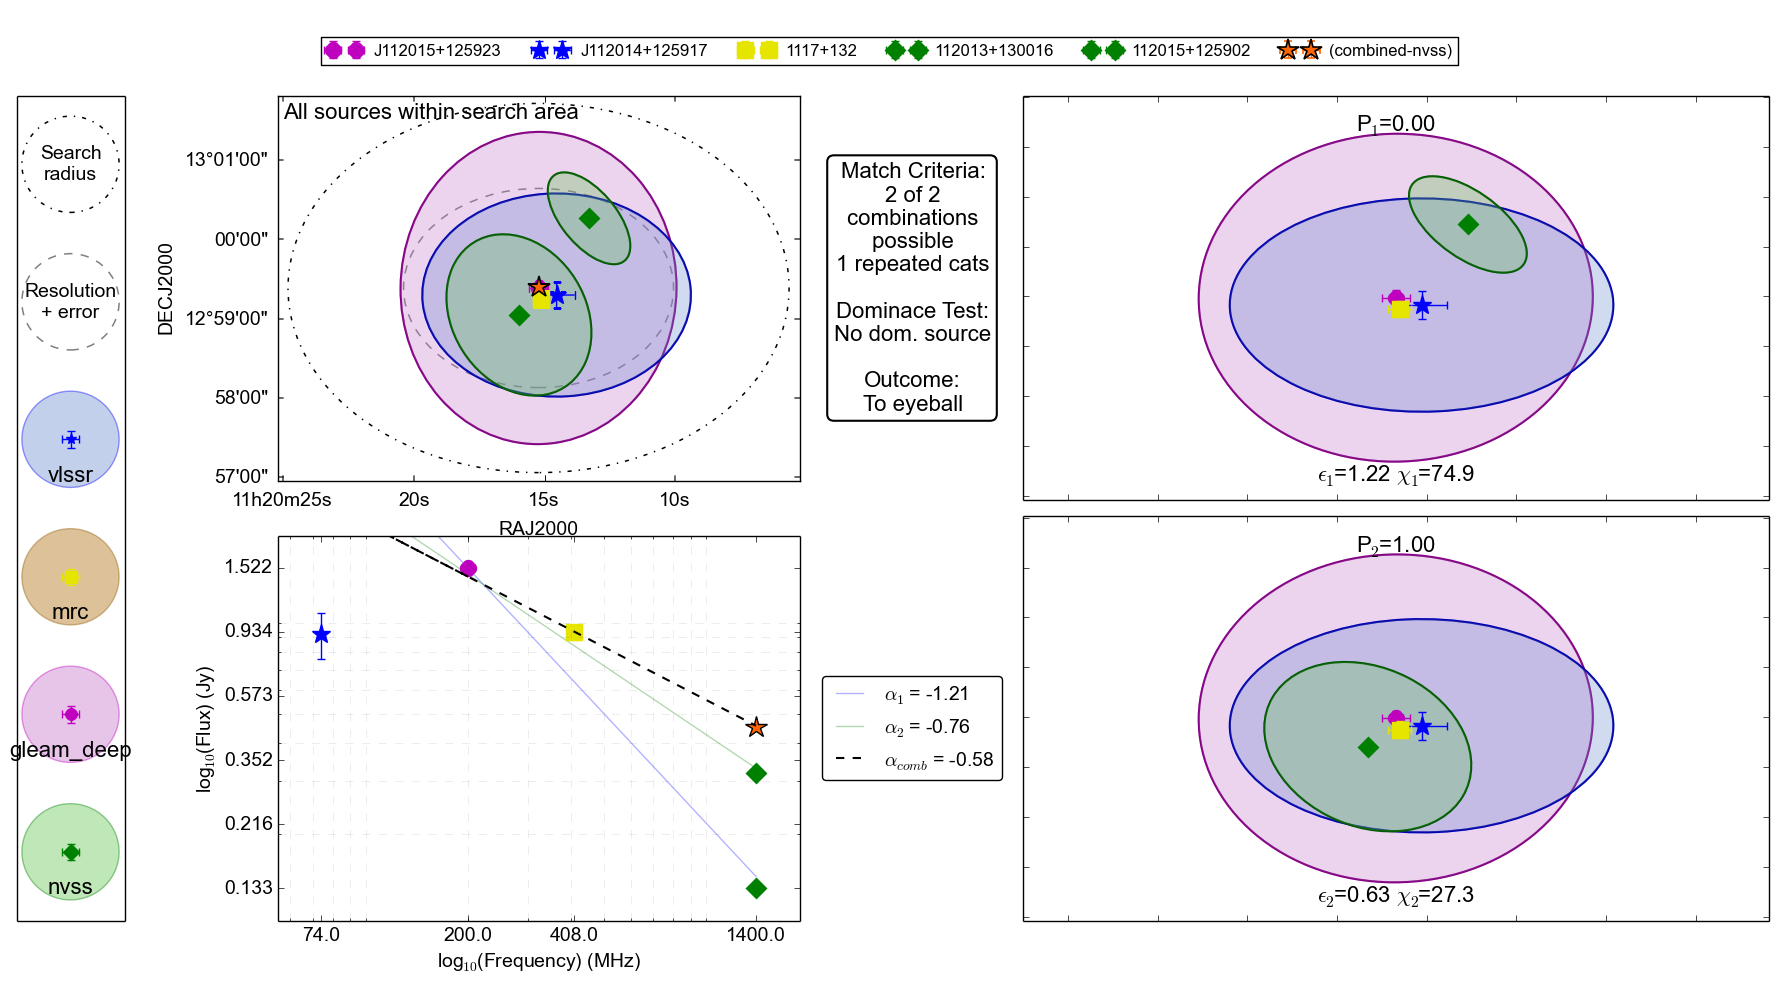 J112015+125923 J112014+125917 1117+132 112013+130016 112015+125902 (combined-nvss)
Search
radius
Resolution
+ error
vlssr
mrc
gleam_deep
nvss
All sources within search area
DECJ2000
13°01'00"
00'00"
12°59'00"
58'00"
57'00"
11h20m25s 20s 15s 10s
RAJ2000
Match Criteria:
2 of 2
combinations
possible
1 repeated cats
Dominace Test:
No dom. source
Outcome:
To eyeball
P₁=0.00
ϵ₁=1.22 χ₁=74.9
P₂=1.00
ϵ₂=0.63 χ₂=27.3
log₁₀(Flux) (Jy)
1.522
0.934
0.573
0.352
0.216
0.133
74.0 200.0 408.0 1400.0
log₁₀(Frequency) (MHz)
α₁ = -1.21
α₂ = -0.76
α_comb = -0.58